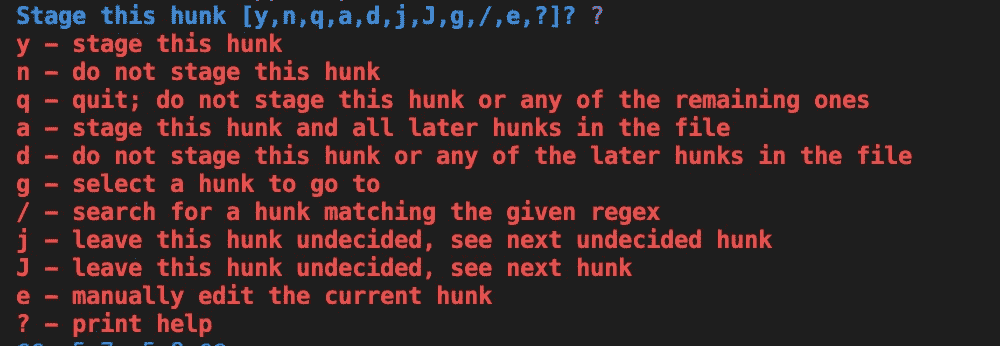 Stage this hunk [y,n,q,a,d,j,J,g,/,e,?]? ?
y - stage this hunk
n - do not stage this hunk
q - quit; do not stage this hunk or any of the remaining ones
a - stage this hunk and all later hunks in the file
d - do not stage this hunk or any of the later hunks in the file
g - select a hunk to go to
/ - search for a hunk matching the given regex
j - leave this hunk undecided, see next undecided hunk
J - leave this hunk undecided, see next hunk
e - manually edit the current hunk
? - print help